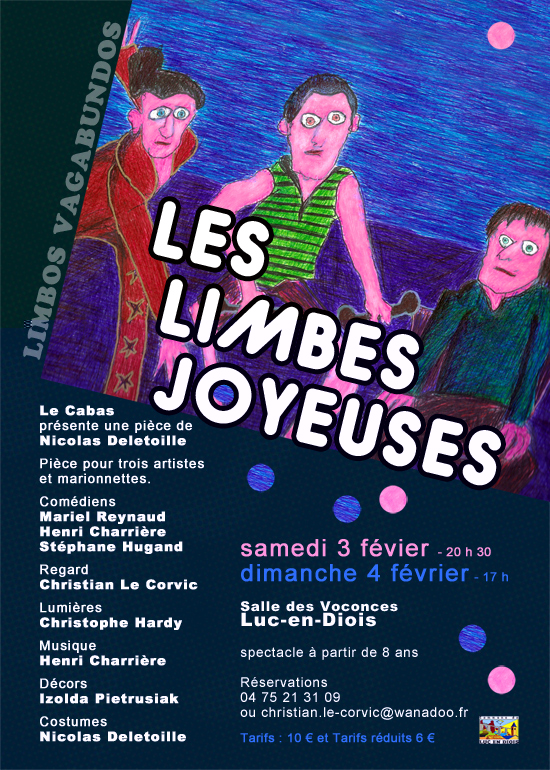 LIMBOS VAGABUNDOS
LES
LIMBES
JOYEUSES
Le Cabas
présente une pièce de
Nicolas Deletoille
Pièce pour trois artistes
et marionnettes.
Comédiens
Mariel Reynaud
Henri Charrière
Stéphane Hugand
Regard
Christian Le Corvic
Lumières
Christophe Hardy
Musique
Henri Charrière
Décors
Izolda Pietrusiak
Costumes
Nicolas Deletoille
samedi 3 févier - 20 h 30
dimanche 4 février - 17 h
Salle des Voconces
Luc-en-Diois
spectacle à partir de 8 ans
Réservations
04 75 21 31 09
ou christian.le-corvic@wanadoo.fr
Tarifs : 10 € et Tarifs réduits 6 €
LUC EN DIOIS